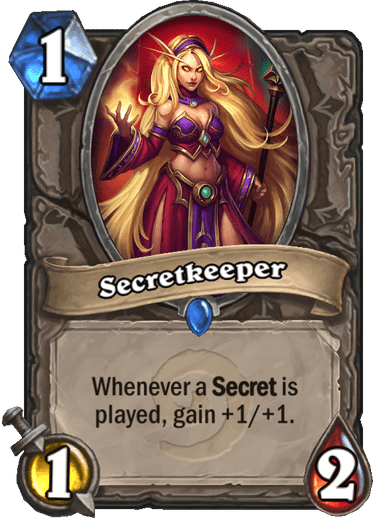 1
Secretkeeper
Whenever a Secret is
played, gain +1/+1.
1
2